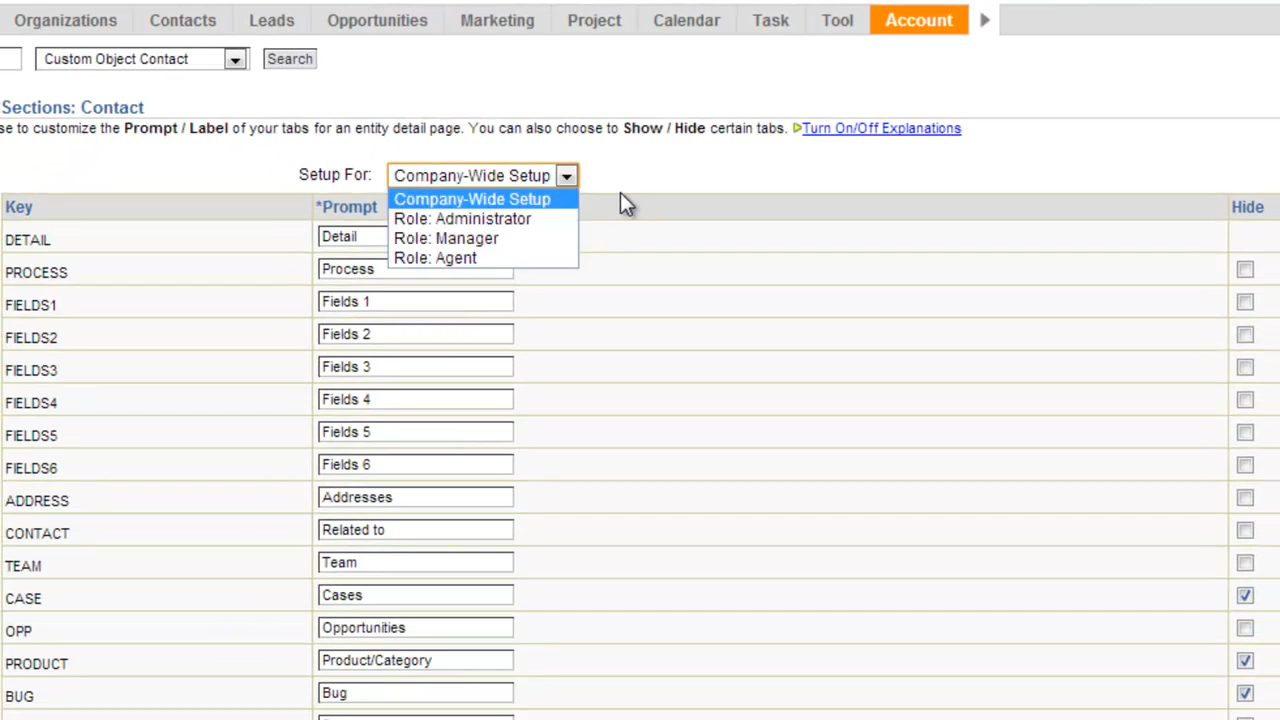 Organizations Contacts Leads Opportunities Marketing Project Calendar Task Tool Account
Custom Object Contact Search
Sections: Contact
se to customize the Prompt / Label of your tabs for an entity detail page. You can also choose to Show / Hide certain tabs. Turn On/Off Explanations
Setup For: Company-Wide Setup
Company-Wide Setup
Role: Administrator
Role: Manager
Role: Agent
Key *Prompt Hide
DETAIL Detail
PROCESS Process
FIELDS1 Fields 1
FIELDS2 Fields 2
FIELDS3 Fields 3
FIELDS4 Fields 4
FIELDS5 Fields 5
FIELDS6 Fields 6
ADDRESS Addresses
CONTACT Related to
TEAM Team
CASE Cases
OPP Opportunities
PRODUCT Product/Category
BUG Bug